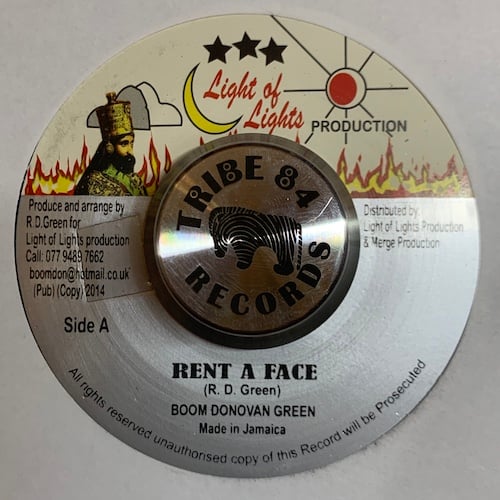 Light of
Lights
PRODUCTION
TRIBE 84
RECORDS
Produce and arrange by
R.D.Green for
Light of Lights production
Call: 077 9489 7662
boomdon@hotmail.co.uk
(Pub) (Copy) 2014
Distributed by:
Light of Lights Production
& Merge Production
Side A
RENT A FACE
(R. D. Green)
BOOM DONOVAN GREEN
Made in Jamaica
All rights reserved unauthorised copy of this Record will be Prosecuted